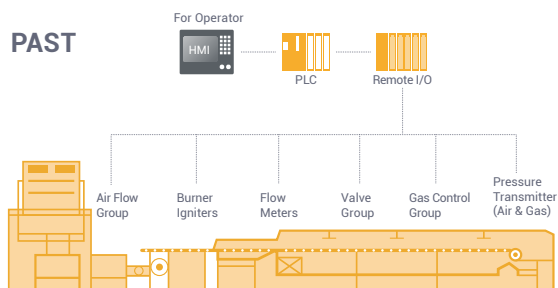 For Operator
PAST
HMI
PLC
Remote I/O
Air Flow
Group
Burner
Igniters
Flow
Meters
Valve
Group
Gas Control
Group
Pressure
Transmitter
(Air & Gas)